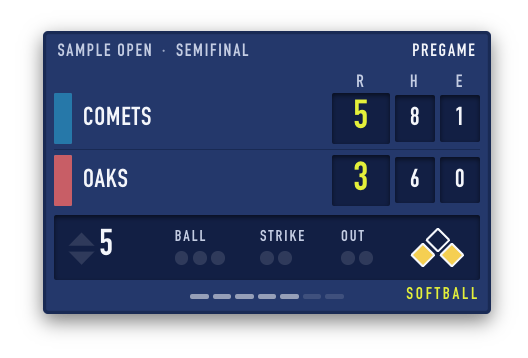 SAMPLE OPEN · SEMIFINAL PREGAME
R H E
COMETS 5 8 1
OAKS 3 6 0
5 BALL STRIKE OUT
SOFTBALL